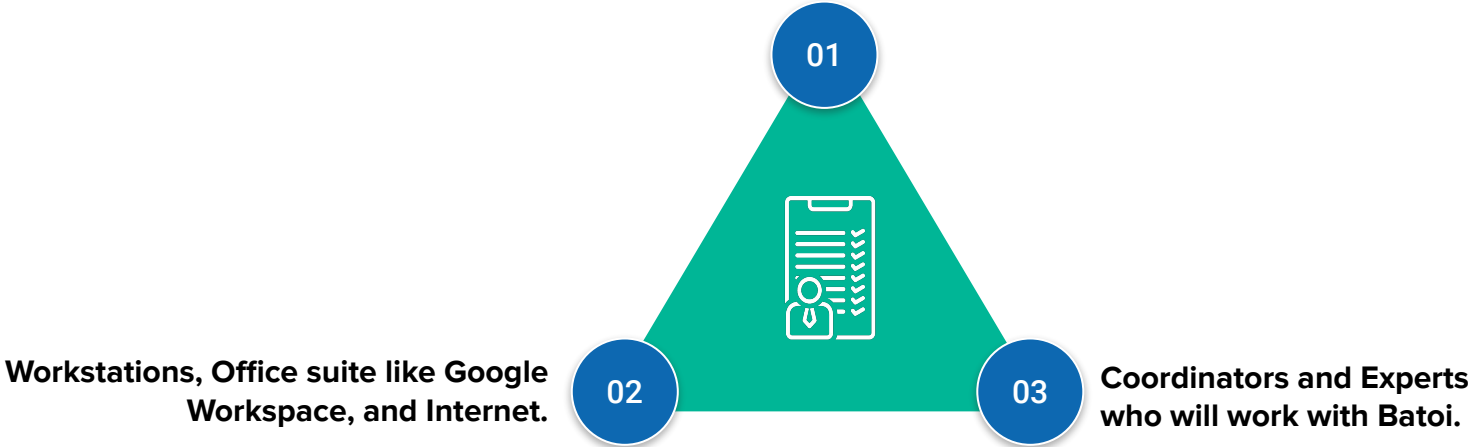 01
Workstations, Office suite like Google
Workspace, and Internet.
02
03
Coordinators and Experts
who will work with Batoi.